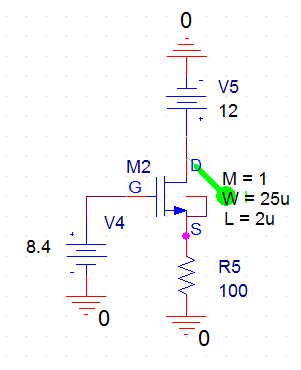 0
V5
12
-
+
D
M2
G
M = 1
W = 25u
L = 2u
V4
8.4
+
-
S
R5
100
0
0